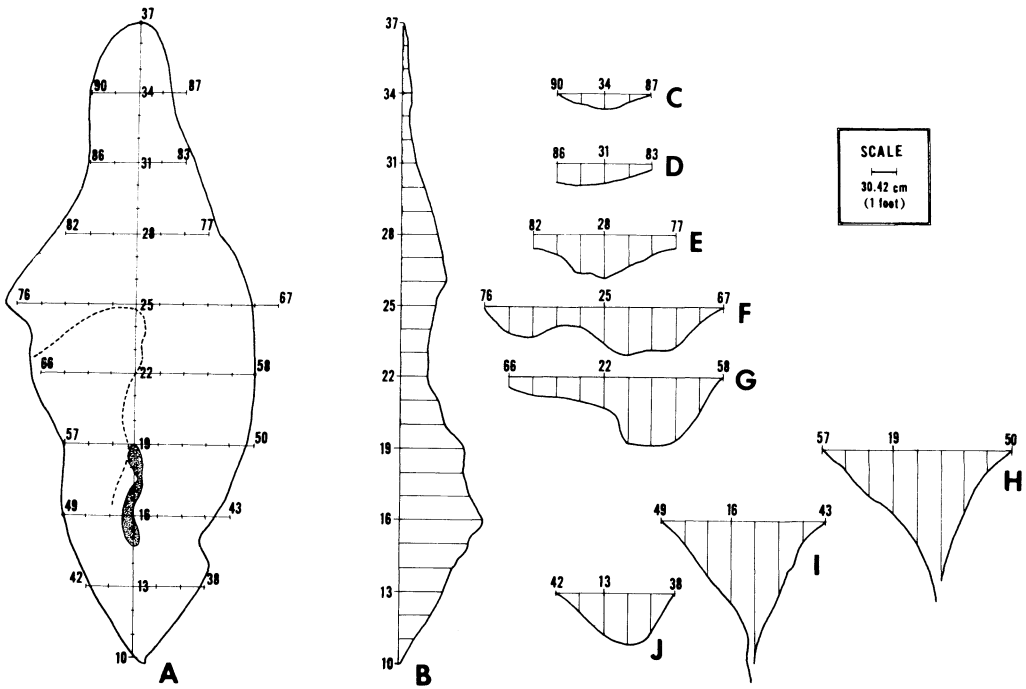 37
90 34 87
86 31 83
82 28 77
76 25 67
66 22 58
57 19 50
49 16 43
42 13 38
10
A
37
34
31
28
25
22
19
16
13
10
B
90 34 87
C
86 31 83
D
82 28 77
E
76 25 67
F
66 22 58
G
57 19 50
H
49 16 43
I
42 13 38
J
SCALE
30.42 cm
(1 foot)